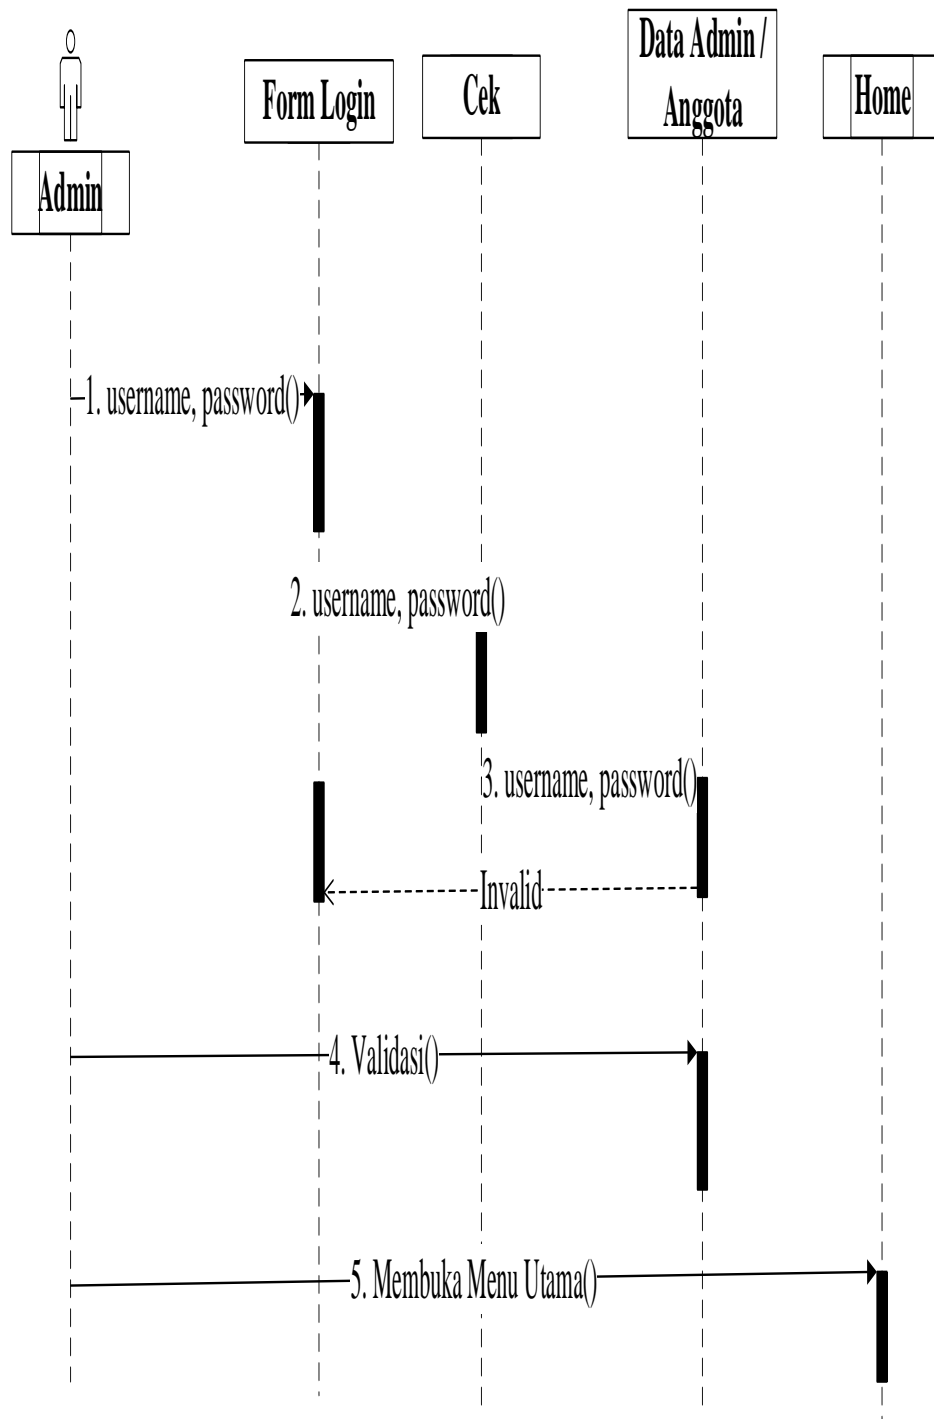 Admin
Form Login
Cek
Data Admin /
Anggota
Home
1. username, password()
2. username, password()
3. username, password()
Invalid
4. Validasi()
5. Membuka Menu Utama()